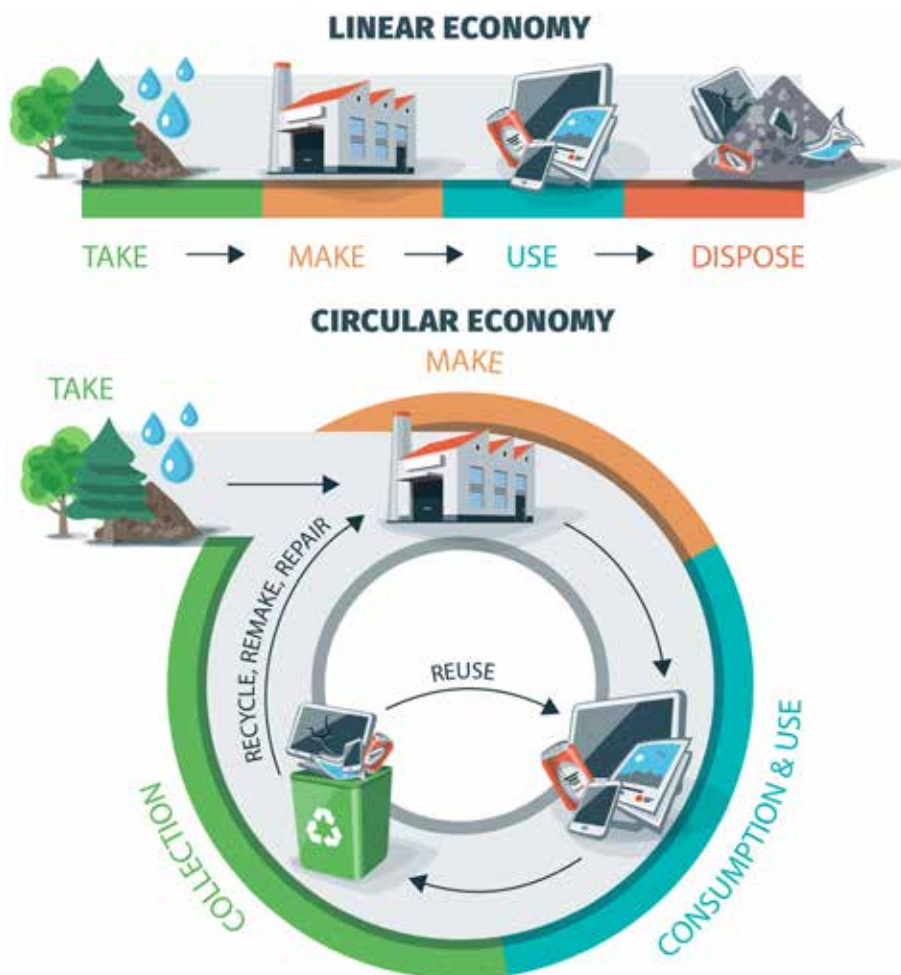 LINEAR ECONOMY
TAKE → MAKE → USE → DISPOSE
CIRCULAR ECONOMY
MAKE
TAKE
RECYCLE, REMAKE, REPAIR
REUSE
COLLECTION
CONSUMPTION & USE